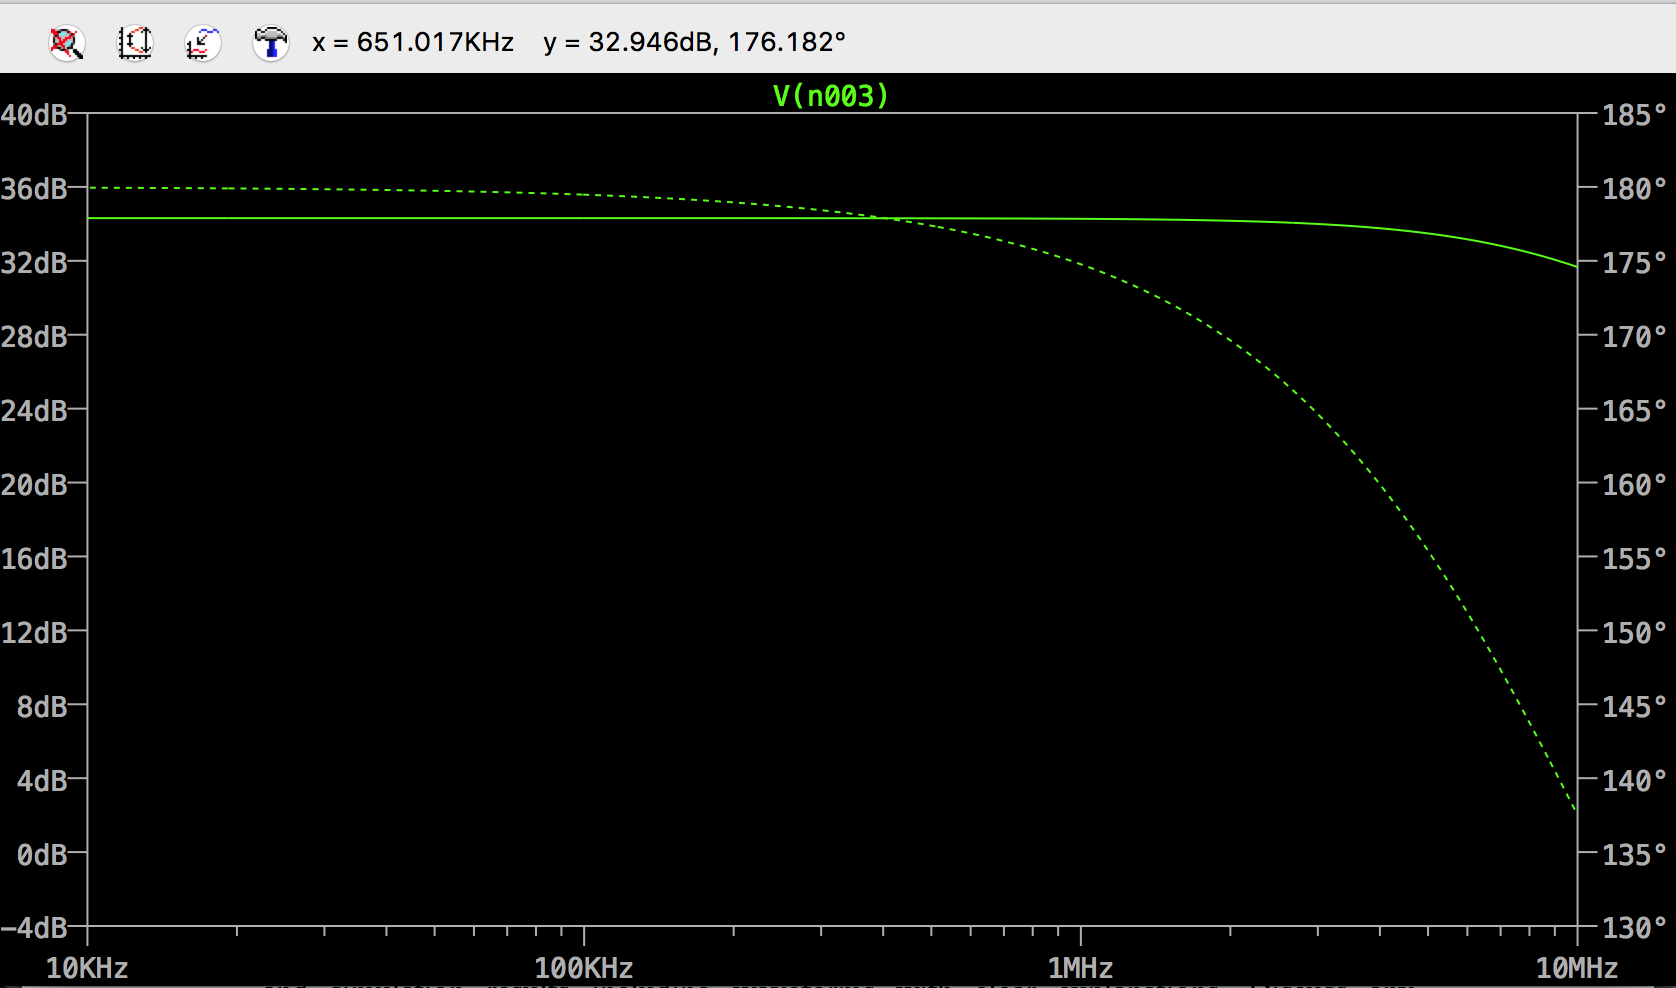 x = 651.017KHz y = 32.946dB, 176.182°
V(n003)
40dB 185°
36dB 180°
32dB 175°
28dB 170°
24dB 165°
20dB 160°
16dB 155°
12dB 150°
8dB 145°
4dB 140°
0dB 135°
-4dB 130°
10KHz 100KHz 1MHz 10MHz